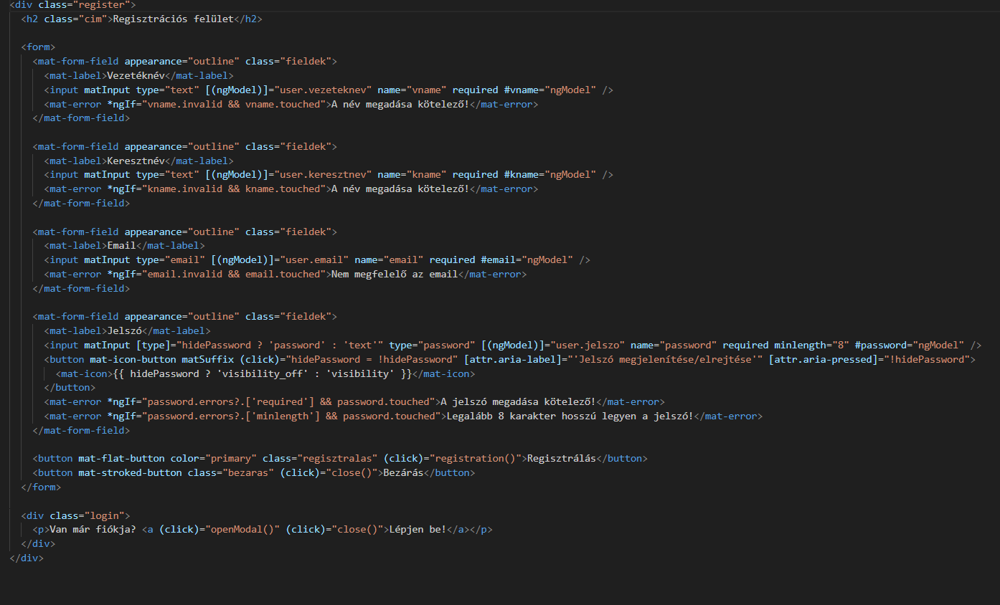 <div class="register">
<h2 class="cim">Regisztrációs felület</h2>
<form>
<mat-form-field appearance="outline" class="fieldek">
<mat-label>Vezetéknév</mat-label>
<input matInput type="text" [(ngModel)]="user.vezeteknev" name="vname" required #vname="ngModel" />
<mat-error *ngIf="vname.invalid && vname.touched">A név megadása kötelező!</mat-error>
</mat-form-field>
<mat-form-field appearance="outline" class="fieldek">
<mat-label>Keresztnév</mat-label>
<input matInput type="text" [(ngModel)]="user.keresztnev" name="kname" required #kname="ngModel" />
<mat-error *ngIf="kname.invalid && kname.touched">A név megadása kötelező!</mat-error>
</mat-form-field>
<mat-form-field appearance="outline" class="fieldek">
<mat-label>Email</mat-label>
<input matInput type="email" [(ngModel)]="user.email" name="email" required #email="ngModel" />
<mat-error *ngIf="email.invalid && email.touched">Nem megfelelő az email</mat-error>
</mat-form-field>
<mat-form-field appearance="outline" class="fieldek">
<mat-label>Jelszó</mat-label>
<input matInput [type]="hidePassword ? 'password' : 'text'" type="password" [(ngModel)]="user.jelszo" name="password" required minlength="8" #password="ngModel" />
<button mat-icon-button matSuffix (click)="hidePassword = !hidePassword" [attr.aria-label]="'Jelszó megjelenítése/elrejtése'" [attr.aria-pressed]="!hidePassword">
<mat-icon>{{ hidePassword ? 'visibility_off' : 'visibility' }}</mat-icon>
</button>
<mat-error *ngIf="password.errors?.['required'] && password.touched">A jelszó megadása kötelező!</mat-error>
<mat-error *ngIf="password.errors?.['minlength'] && password.touched">Legalább 8 karakter hosszú legyen a jelszó!</mat-error>
</mat-form-field>
<button mat-flat-button color="primary" class="regisztralas" (click)="registration()">Regisztrálás</button>
<button mat-stroked-button class="bezaras" (click)="close()">Bezárás</button>
</form>
<div class="login">
<p>Van már fiókja? <a (click)="openModal()" (click)="close()">Lépjen be!</a></p>
</div>
</div>